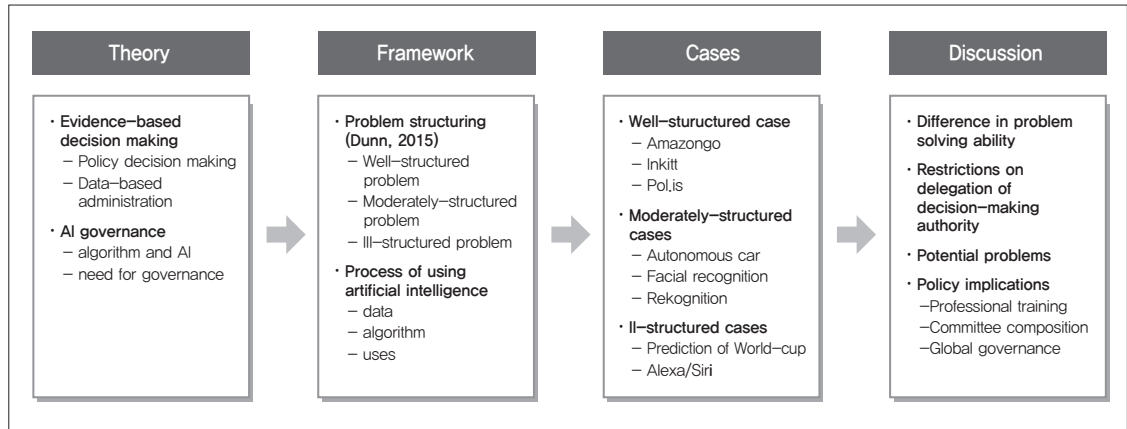 Theory
· Evidence-based
decision making
– Policy decision making
– Data-based
administration
· AI governance
– algorithm and AI
– need for governance
Framework
· Problem structuring
(Dunn, 2015)
– Well-structured
problem
– Moderately-structured
problem
– Ill-structured problem
· Process of using
artificial intelligence
– data
– algorithm
– uses
Cases
· Well-stuructured case
– Amazongo
– Inkitt
– Pol.is
· Moderately-structured
cases
– Autonomous car
– Facial recognition
– Rekognition
· Il-structured cases
– Prediction of World-cup
– Alexa/Siri
Discussion
· Difference in problem
solving ability
· Restrictions on
delegation of
decision-making
authority
· Potential problems
· Policy implications
–Professional training
–Committee composition
–Global governance